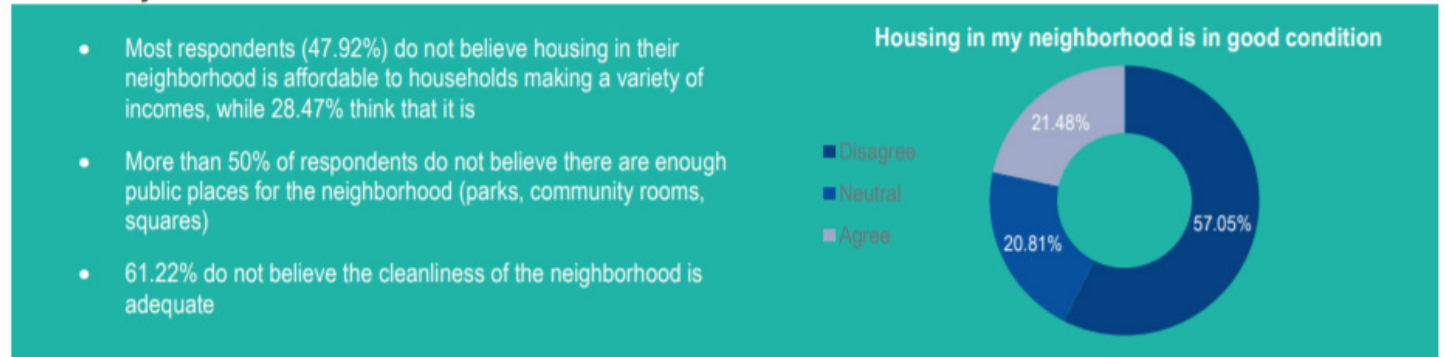 ● Most respondents (47.92%) do not believe housing in their
neighborhood is affordable to households making a variety of
incomes, while 28.47% think that it is
● More than 50% of respondents do not believe there are enough
public places for the neighborhood (parks, community rooms,
squares)
● 61.22% do not believe the cleanliness of the neighborhood is
adequate
Housing in my neighborhood is in good condition
Disagree
Neutral
Agree
21.48%
57.05%
20.81%